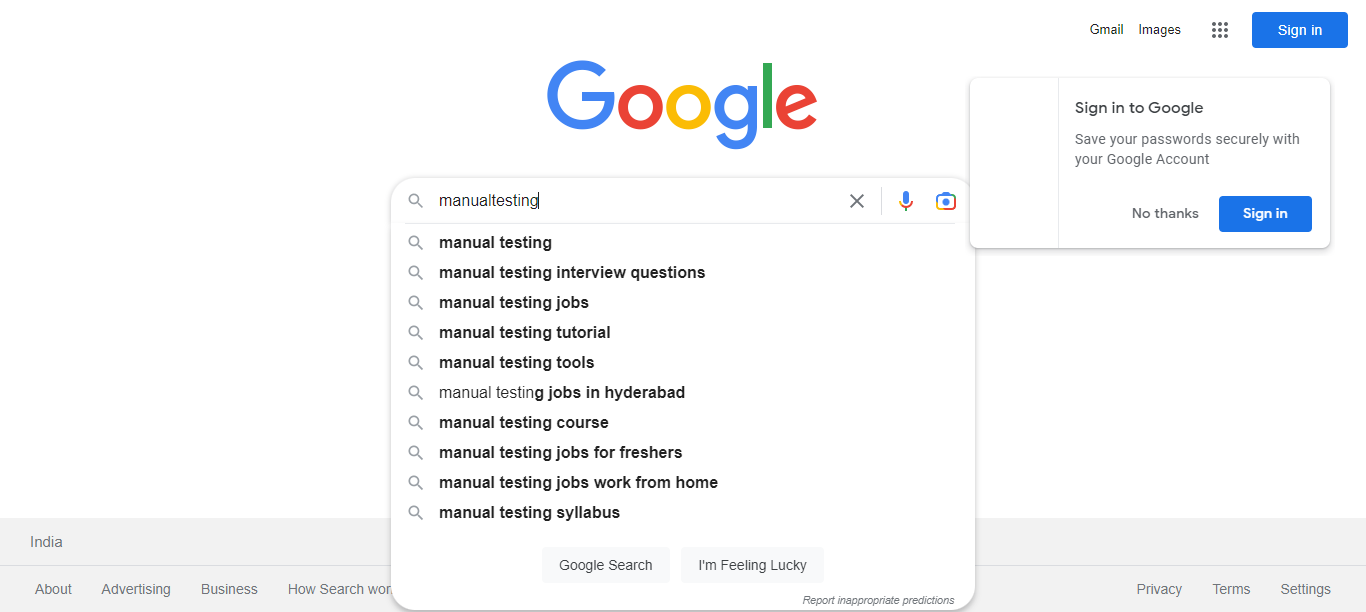 Gmail Images Sign in
Google
Sign in to Google
Save your passwords securely with
your Google Account
No thanks Sign in
manualtesting
manual testing
manual testing interview questions
manual testing jobs
manual testing tutorial
manual testing tools
manual testing jobs in hyderabad
manual testing course
manual testing jobs for freshers
manual testing jobs work from home
manual testing syllabus
Google Search I'm Feeling Lucky
Report inappropriate predictions
India
About Advertising Business How Search wor
Privacy Terms Settings